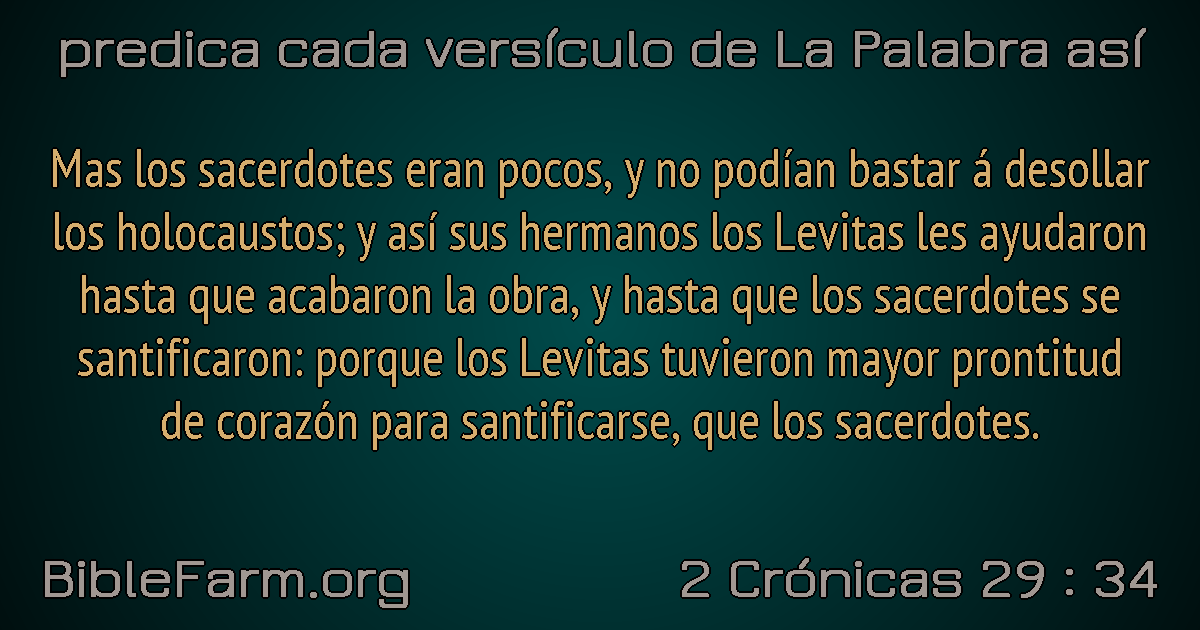 predica cada versículo de La Palabra así
Mas los sacerdotes eran pocos, y no podían bastar á desollar
los holocaustos; y así sus hermanos los Levitas les ayudaron
hasta que acabaron la obra, y hasta que los sacerdotes se
santificaron: porque los Levitas tuvieron mayor prontitud
de corazón para santificarse, que los sacerdotes.
BibleFarm.org
2 Crónicas 29 : 34